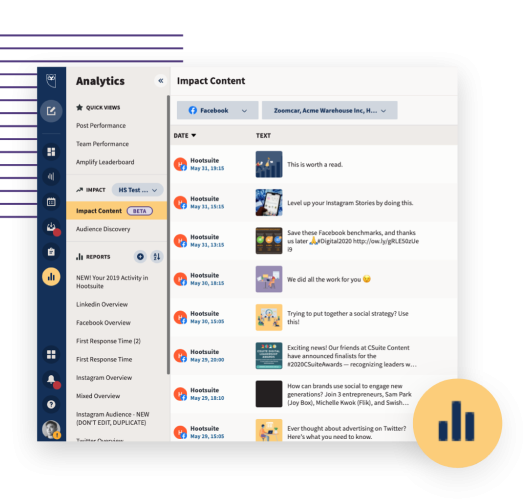 Analytics
«
QUICK VIEWS
Post Performance
Team Performance
Amplify Leaderboard
IMPACT
HS Test ...
Impact Content
BETA
Audience Discovery
REPORTS
NEW! Your 2019 Activity in
Hootsuite
Linkedin Overview
Facebook Overview
First Response Time (2)
First Response Time
Instagram Overview
Mixed Overview
Instagram Audience - NEW
(DON'T EDIT, DUPLICATE)
Twitter Overview
Impact Content
Facebook
Zoomcar, Acme Warehouse Inc, H...
DATE ▼
TEXT
Hootsuite
May 31, 19:15
This is worth a read.
Hootsuite
May 31, 15:15
Level up your Instagram Stories by doing this.
Hootsuite
May 31, 13:15
Save these Facebook benchmarks, and thanks
us later 🙏#Digital2020 http://ow.ly/gRLE50zUe
i9
Hootsuite
May 30, 18:15
We did all the work for you 😉
Hootsuite
May 30, 15:05
Trying to put together a social strategy? Use
this!
Hootsuite
May 29, 20:00
Exciting news! Our friends at CSuite Content
have announced finalists for the
#2020CSuiteAwards — recognizing leaders w...
Hootsuite
May 29, 18:10
How can brands use social to engage new
generations? Join 3 entrepreneurs, Sam Park
(Joy Box), Michelle Kwok (Flik), and Swish...
Hootsuite
May 29, 15:05
Ever thought about advertising on Twitter?
Here's what you need to know.